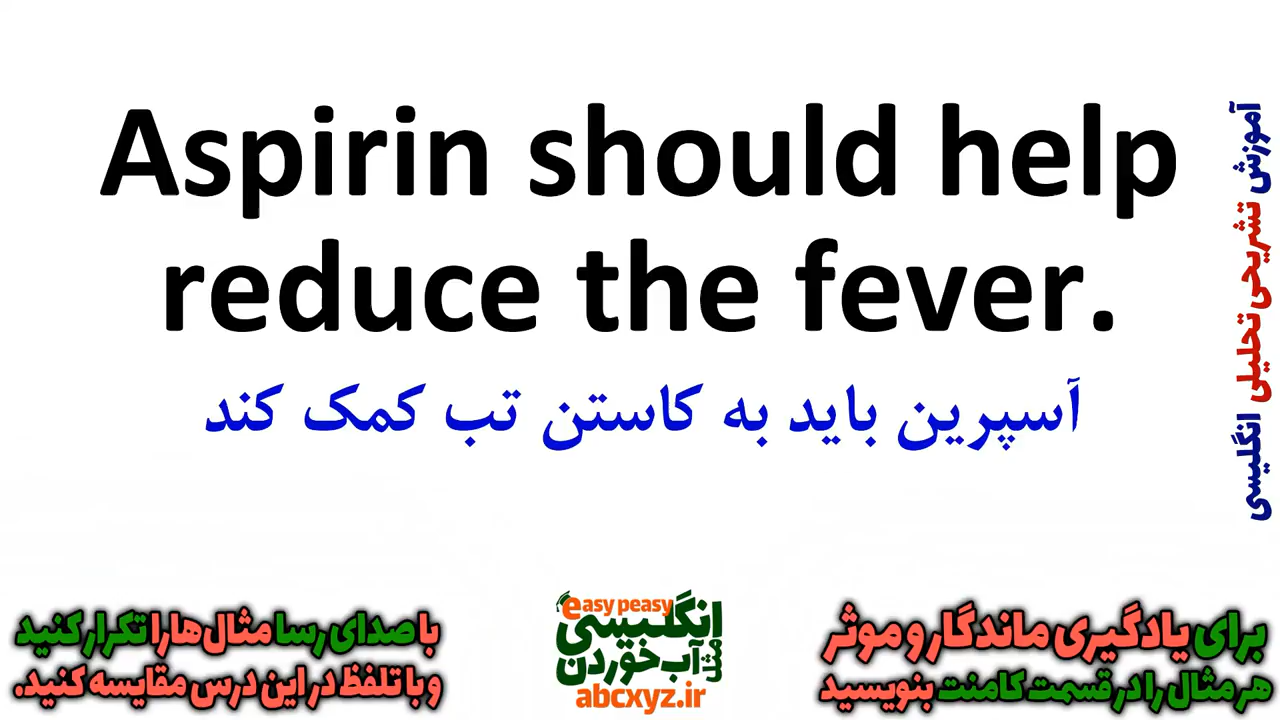 Aspirin should help
reduce the fever.
آسپرین باید به کاستن تب کمک کند
آموزش تشریحی تحلیلی انگلیسی
برای یادگیری ماندگار و موثر
هر مثال را در قسمت کامنت بنویسید
easy peasy
انگلیسی
مثل آب خوردن
abcxyz.ir
با صدای رسا مثال‌ها را تکرار کنید
و با تلفظ در این درس مقایسه کنید.